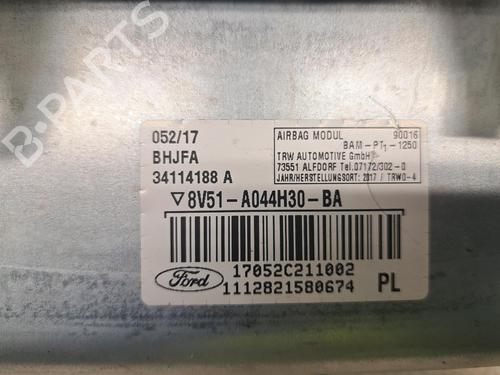 B-PARTS
052/17
BHJFA
34114188 A
AIRBAG MODUL 90016
BAM-PT1-1250
TRW AUTOMOTIVE GmbH
73551 ALFDORF Tel.07172/302-0
JAHR/HERSTELLUNGSORT: 2017 / TRWO-4
▽8V51-A044H30-BA
Ford
17052C211002
1112821580674
PL